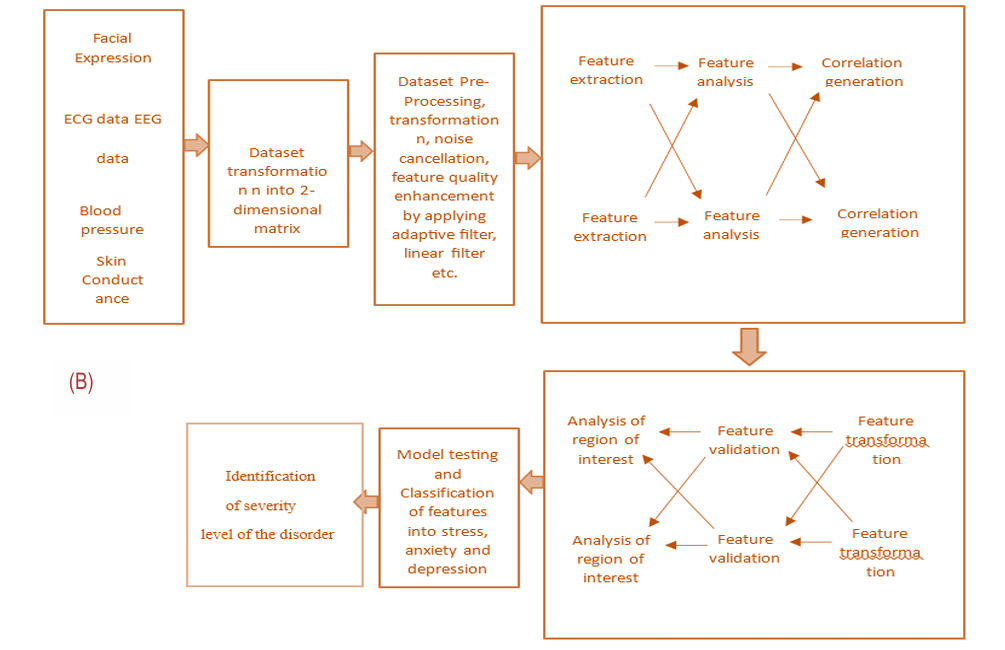 Facial
Expression
ECG data EEG
data
Blood
pressure
Skin
Conduct
ance
Dataset
transformatio
n n into 2-
dimensional
matrix
Dataset Pre-
Processing,
transformation
n, noise
cancellation,
feature quality
enhancement
by applying
adaptive filter,
linear filter
etc.
Feature
extraction
Feature
analysis
Correlation
generation
Feature
extraction
Feature
analysis
Correlation
generation
(B)
Feature
transforma
tion
Feature
validation
Analysis of
region of
interest
Feature
transforma
tion
Feature
validation
Analysis of
region of
interest
Model testing
and
Classification
of features
into stress,
anxiety and
depression
Identification
of severity
level of the disorder